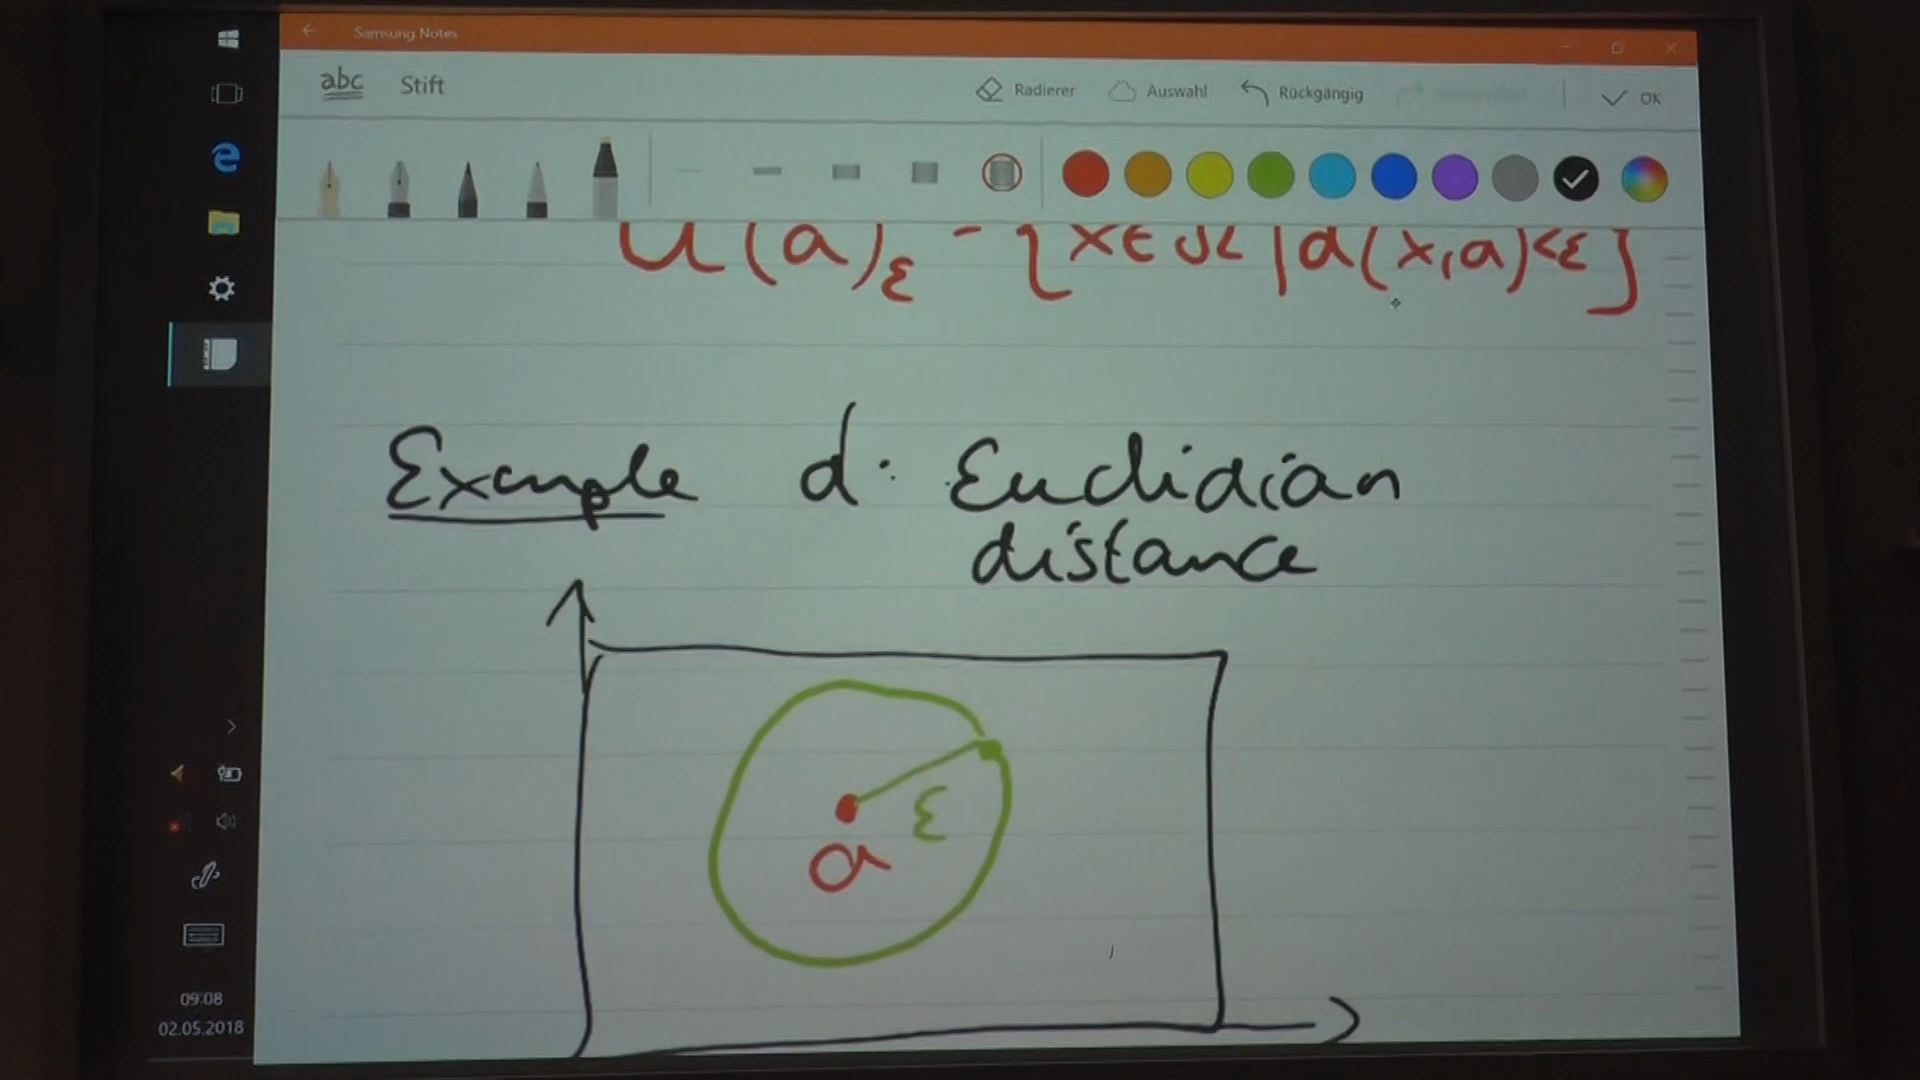 Samsung Notes
abc Stift Radierer Auswahl Rückgängig OK
U(a)ε = {x∈Ω | d(x,a)<ε}
Example d: Euclidian
distance
ε
a
09:08
02.05.2018